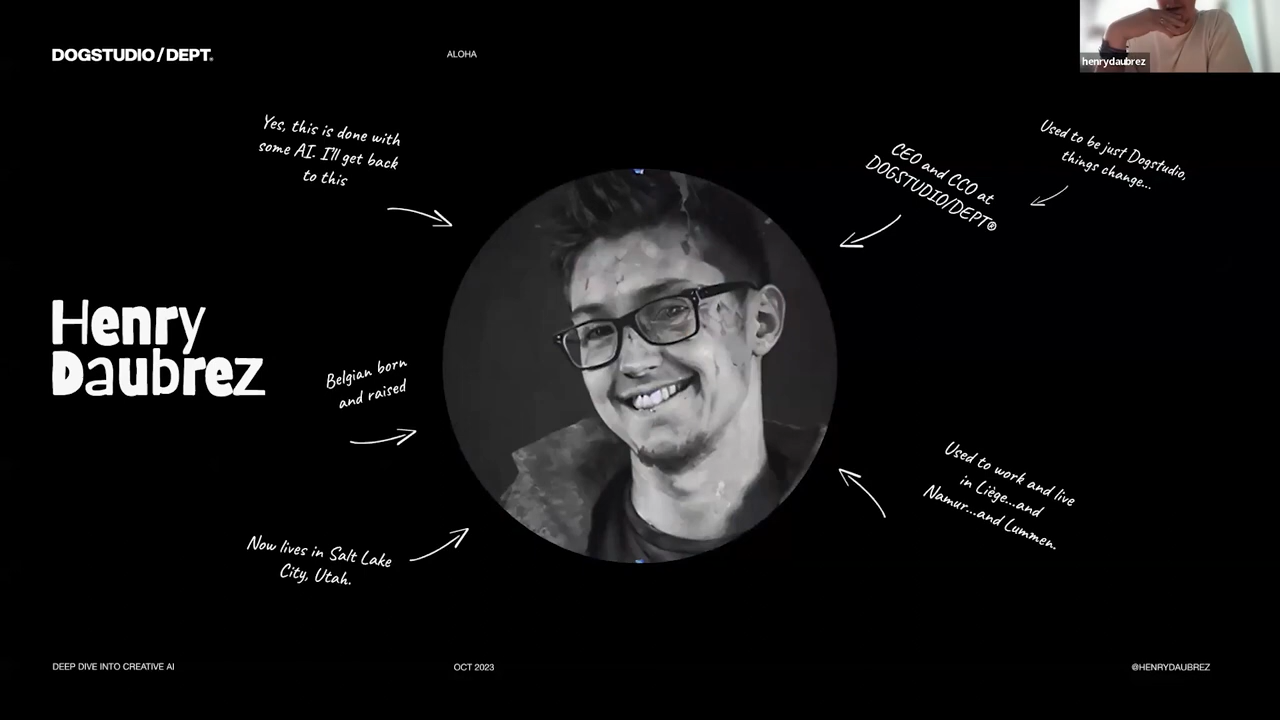 DOGSTUDIO/DEPT®
ALOHA
henrydaubrez
Yes, this is done with
some AI. I'll get back
to this
CEO and CCO at
DOGSTUDIO/DEPT®
Used to be just Dogstudio,
things change...
Henry
Daubrez
Belgian born
and raised
Used to work and live
in Liège...and
Namur...and Lummen.
Now lives in Salt Lake
City, Utah.
DEEP DIVE INTO CREATIVE AI
OCT 2023
@HENRYDAUBREZ